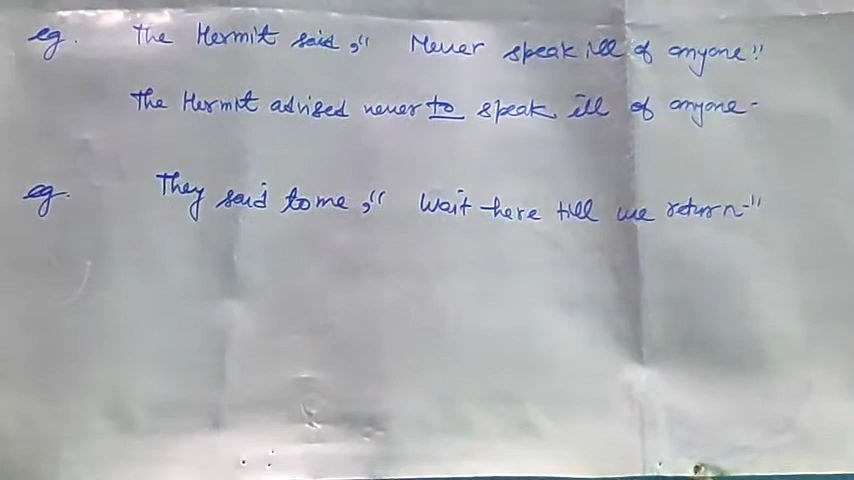 eg. The Hermit said, " Never speak ill of anyone."
The Hermit advised never to speak ill of anyone.
eg. They said to me, " Wait here till we return."